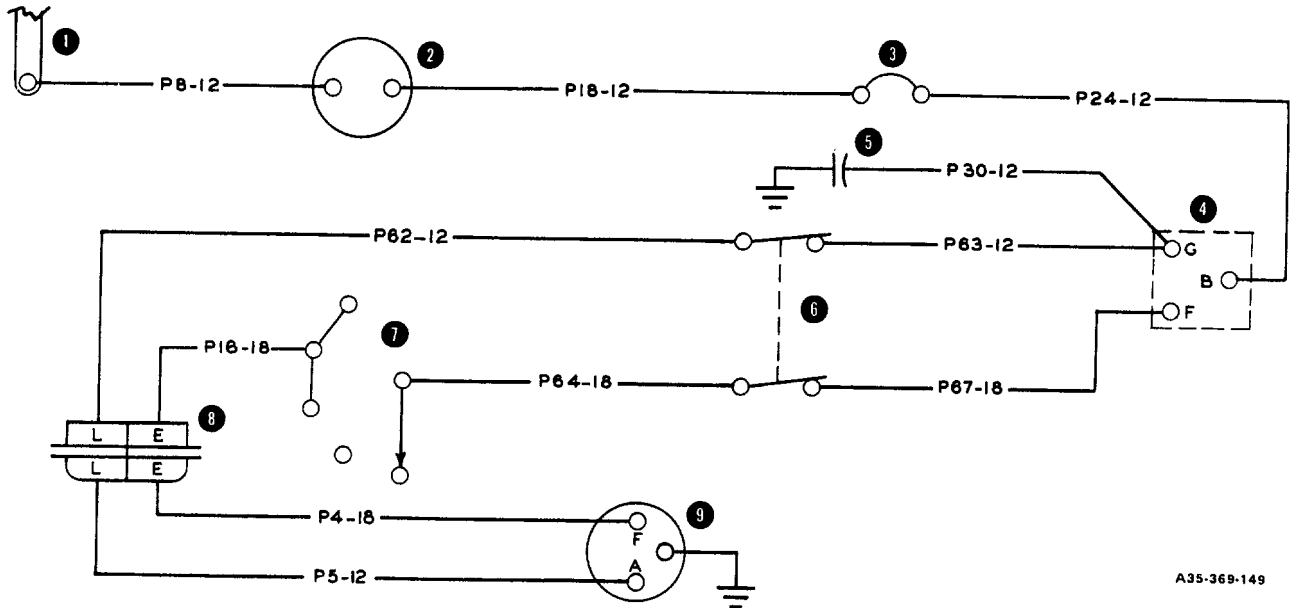 1
P8-12
2
P18-12
3
P24-12
5
P30-12
4
P62-12
P63-12
G
B
F
6
P16-18
7
P64-18
P67-18
8
L E
L E
P4-18
9
F
A
P5-12
A35-369-149